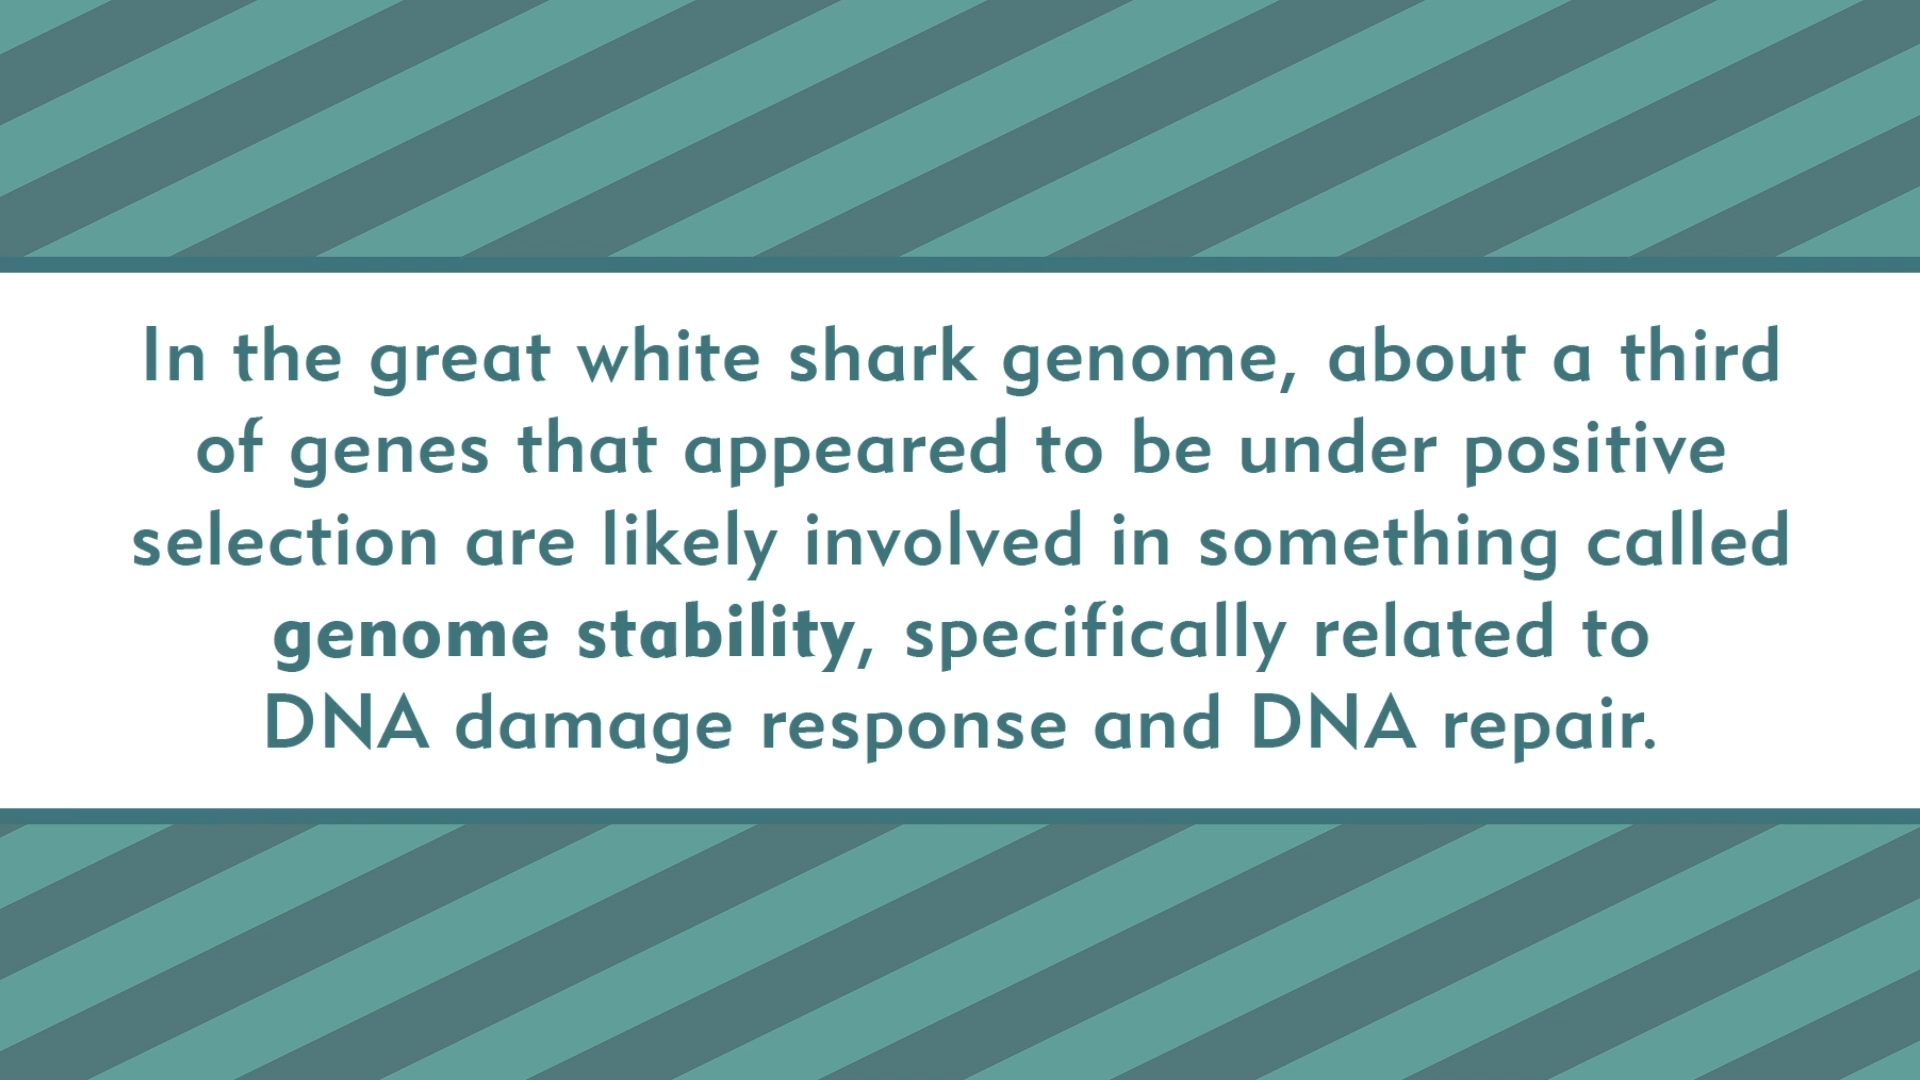 In the great white shark genome, about a third
of genes that appeared to be under positive
selection are likely involved in something called
genome stability, specifically related to
DNA damage response and DNA repair.